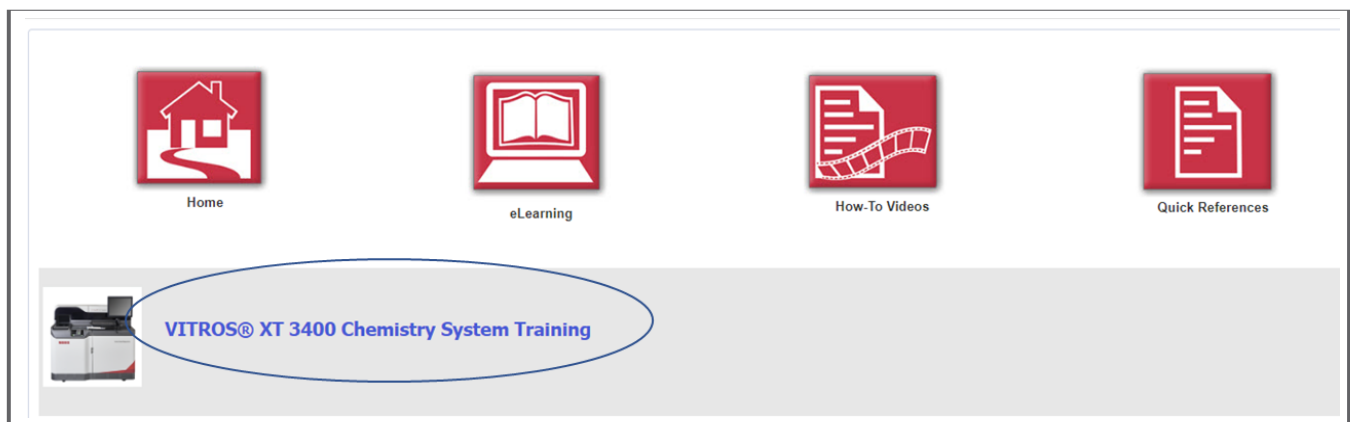 Home
eLearning
How-To Videos
Quick References
VITROS® XT 3400 Chemistry System Training